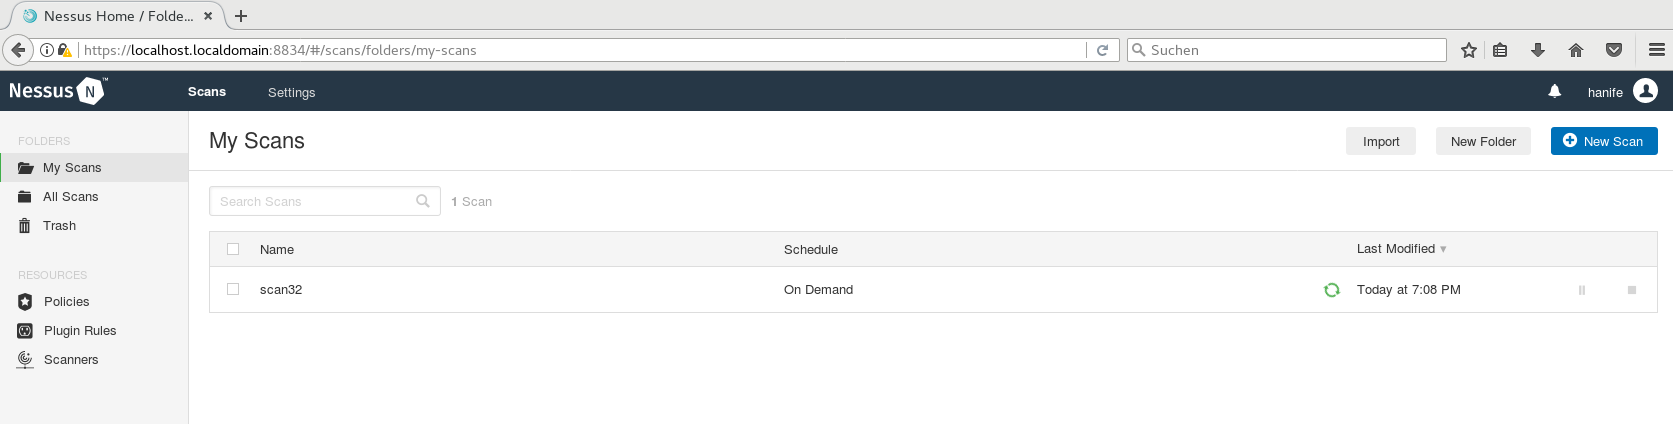 Nessus Home / Folde...
https://localhost.localdomain:8834/#/scans/folders/my-scans
Suchen
Nessus N ™
Scans
Settings
hanife
FOLDERS
My Scans
All Scans
Trash
RESOURCES
Policies
Plugin Rules
Scanners
My Scans
Import
New Folder
New Scan
Search Scans
1 Scan
Name Schedule Last Modified
scan32 On Demand Today at 7:08 PM